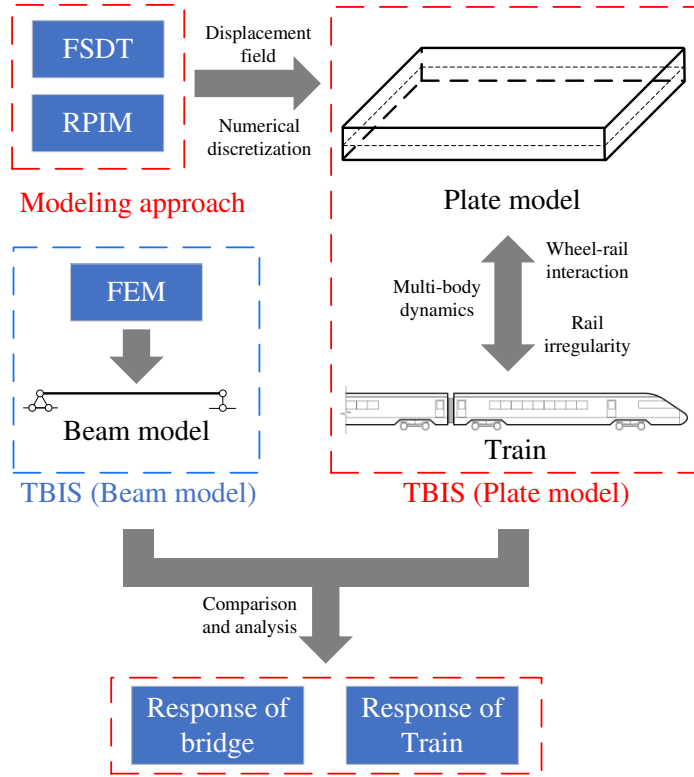 FSDT
RPIM
Modeling approach
Displacement
field
Numerical
discretization
Plate model
Wheel-rail
interaction
Multi-body
dynamics
Rail
irregularity
Train
TBIS (Plate model)
FEM
Beam model
TBIS (Beam model)
Comparison
and analysis
Response of
bridge
Response of
Train